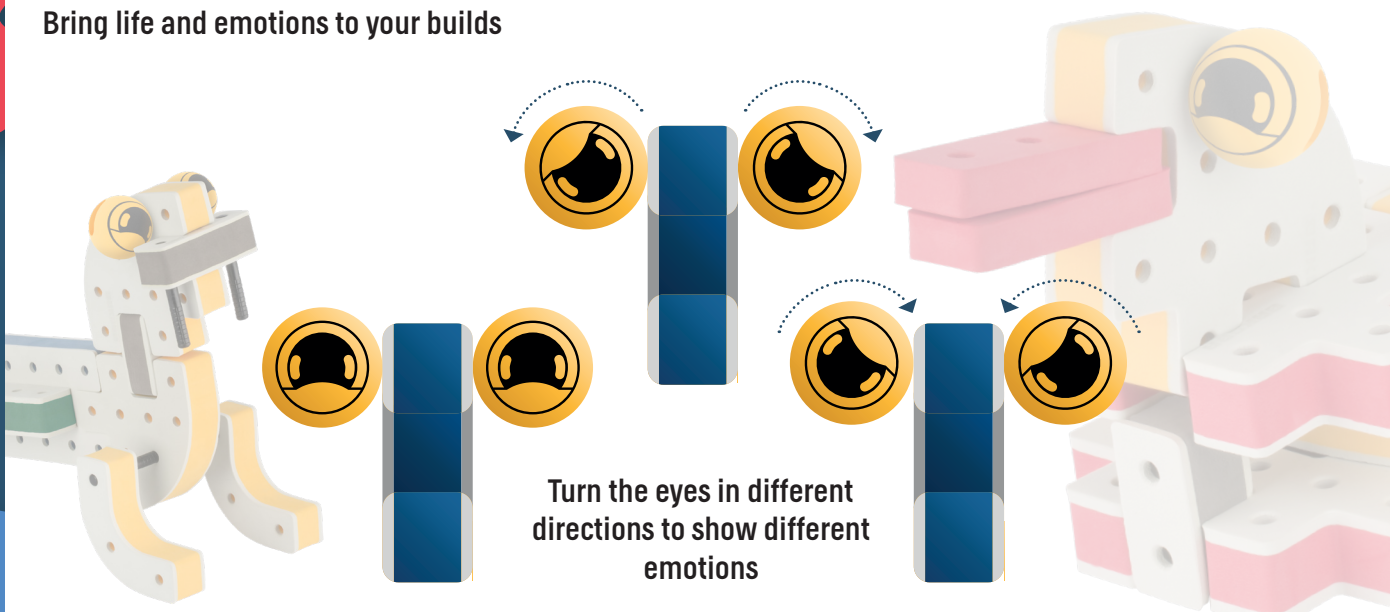 Bring life and emotions to your builds
Turn the eyes in different
directions to show different
emotions